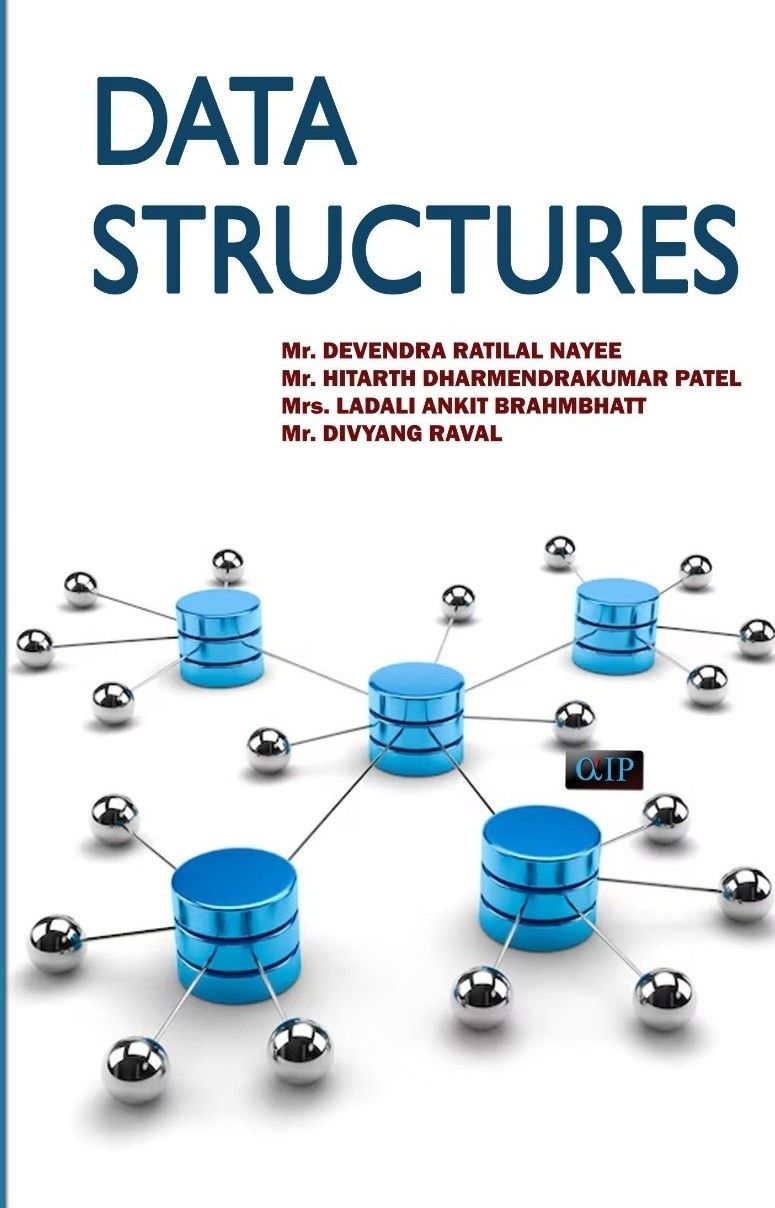 DATA
STRUCTURES
Mr. DEVENDRA RATILAL NAYEE
Mr. HITARTH DHARMENDRAKUMAR PATEL
Mrs. LADALI ANKIT BRAHMBHATT
Mr. DIVYANG RAVAL
αIP